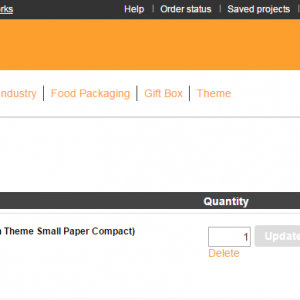 orks Help | Order status | Saved projects |
ndustry | Food Packaging | Gift Box | Theme
Quantity
Theme Small Paper Compact) 1 Update
Delete